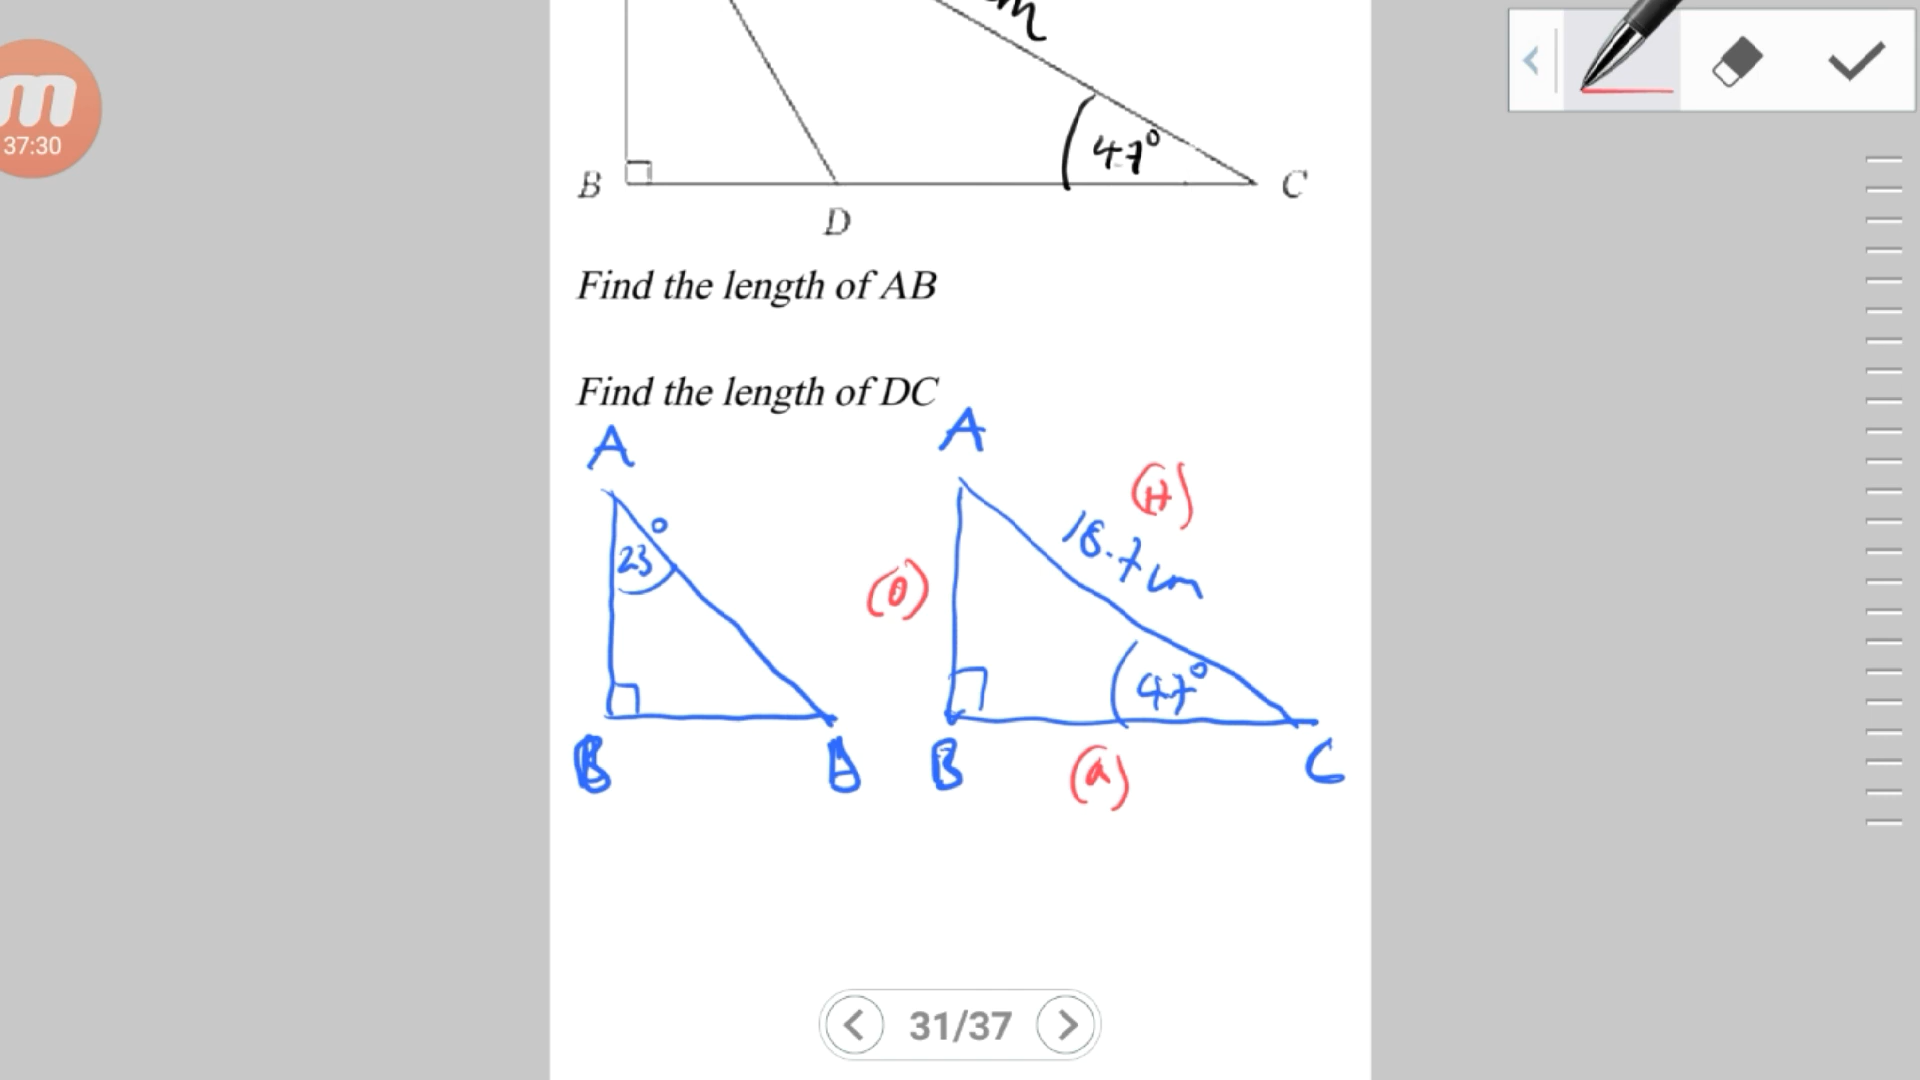 m
37:30
m
47°
B
C
D
Find the length of AB
Find the length of DC
A
A
(H)
18.7cm
23°
(O)
47°
B
D
B
(a)
C
31/37